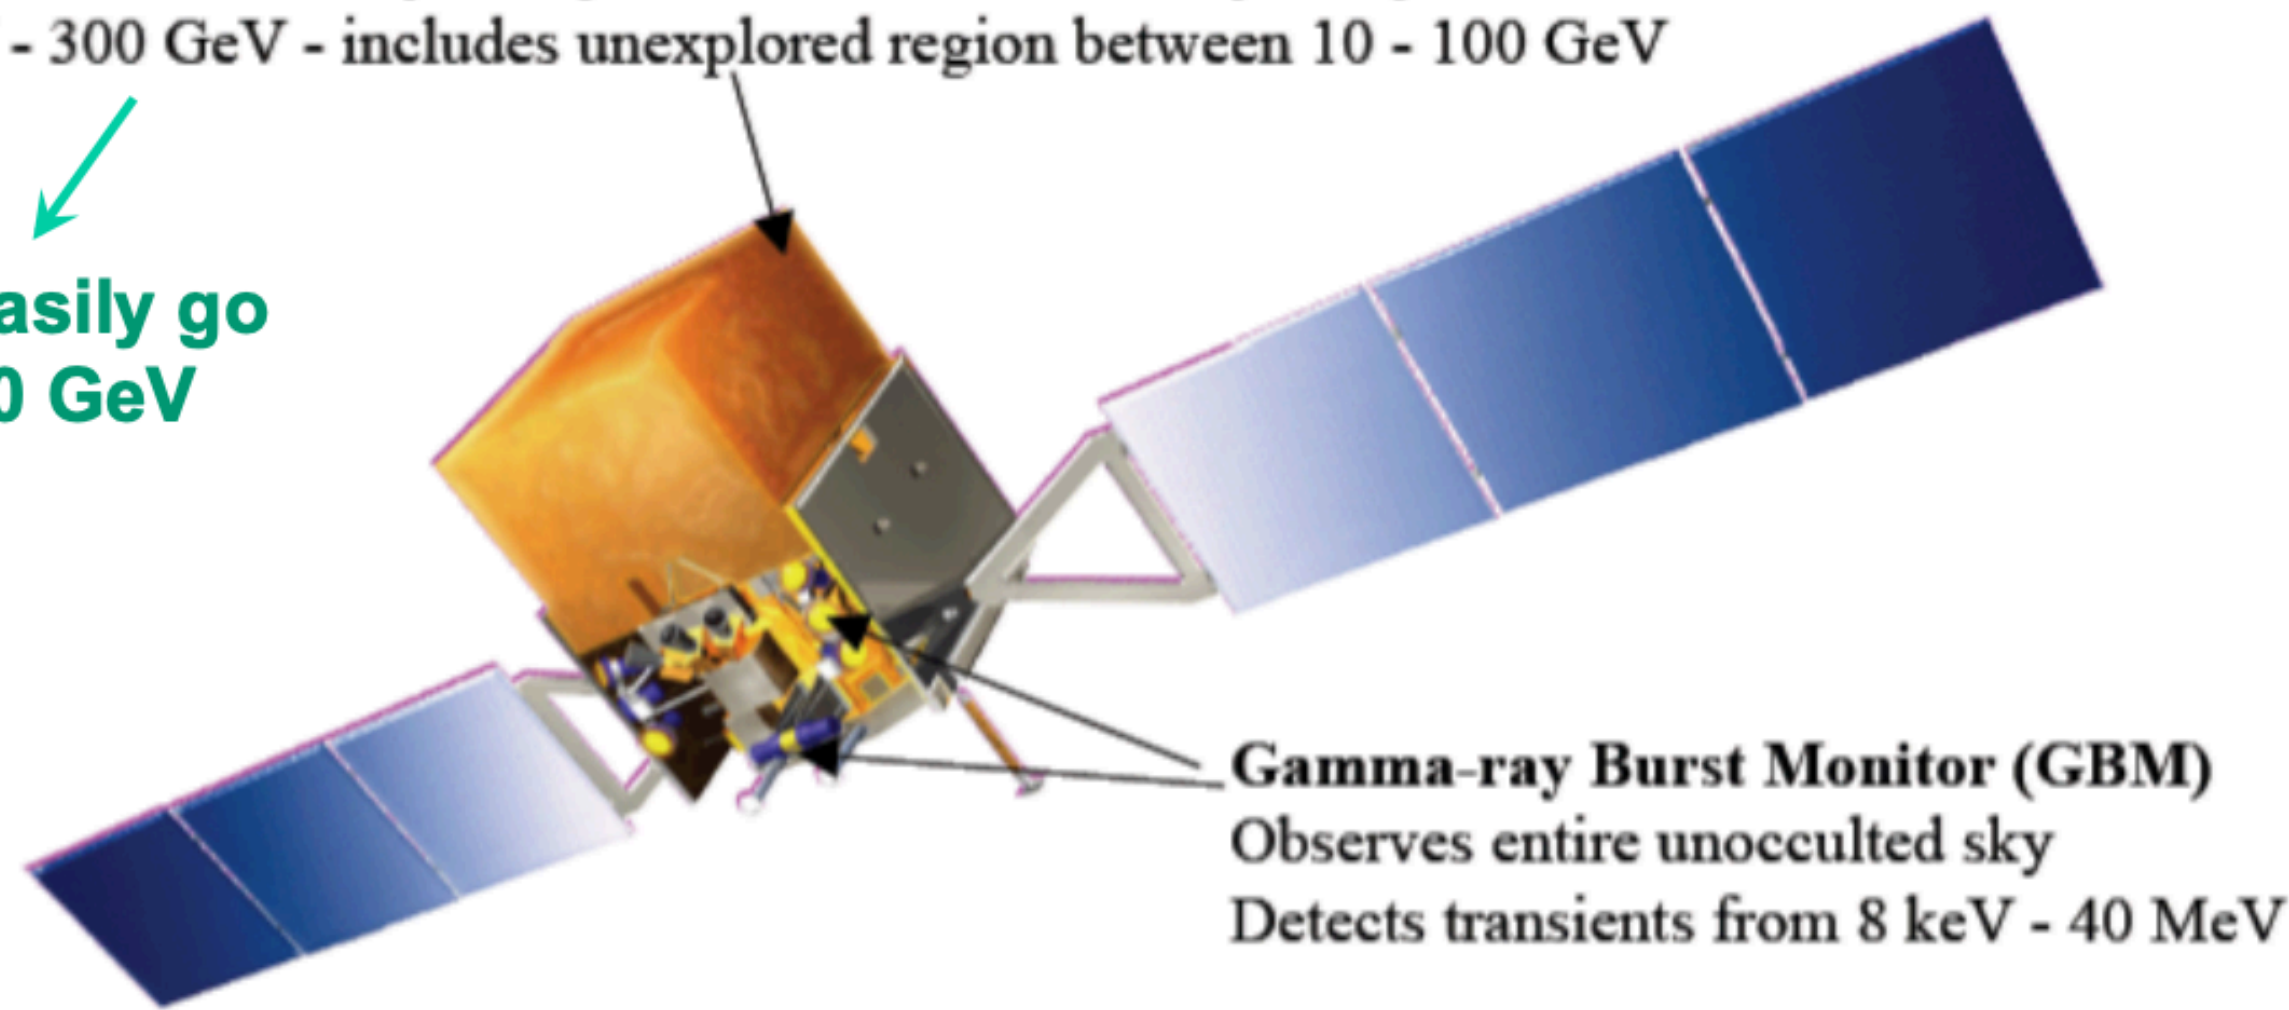 - 300 GeV - includes unexplored region between 10 - 100 GeV
go
GeV
Gamma-ray Burst Monitor (GBM)
Observes entire unocculted sky
Detects transients from 8 keV - 40 MeV